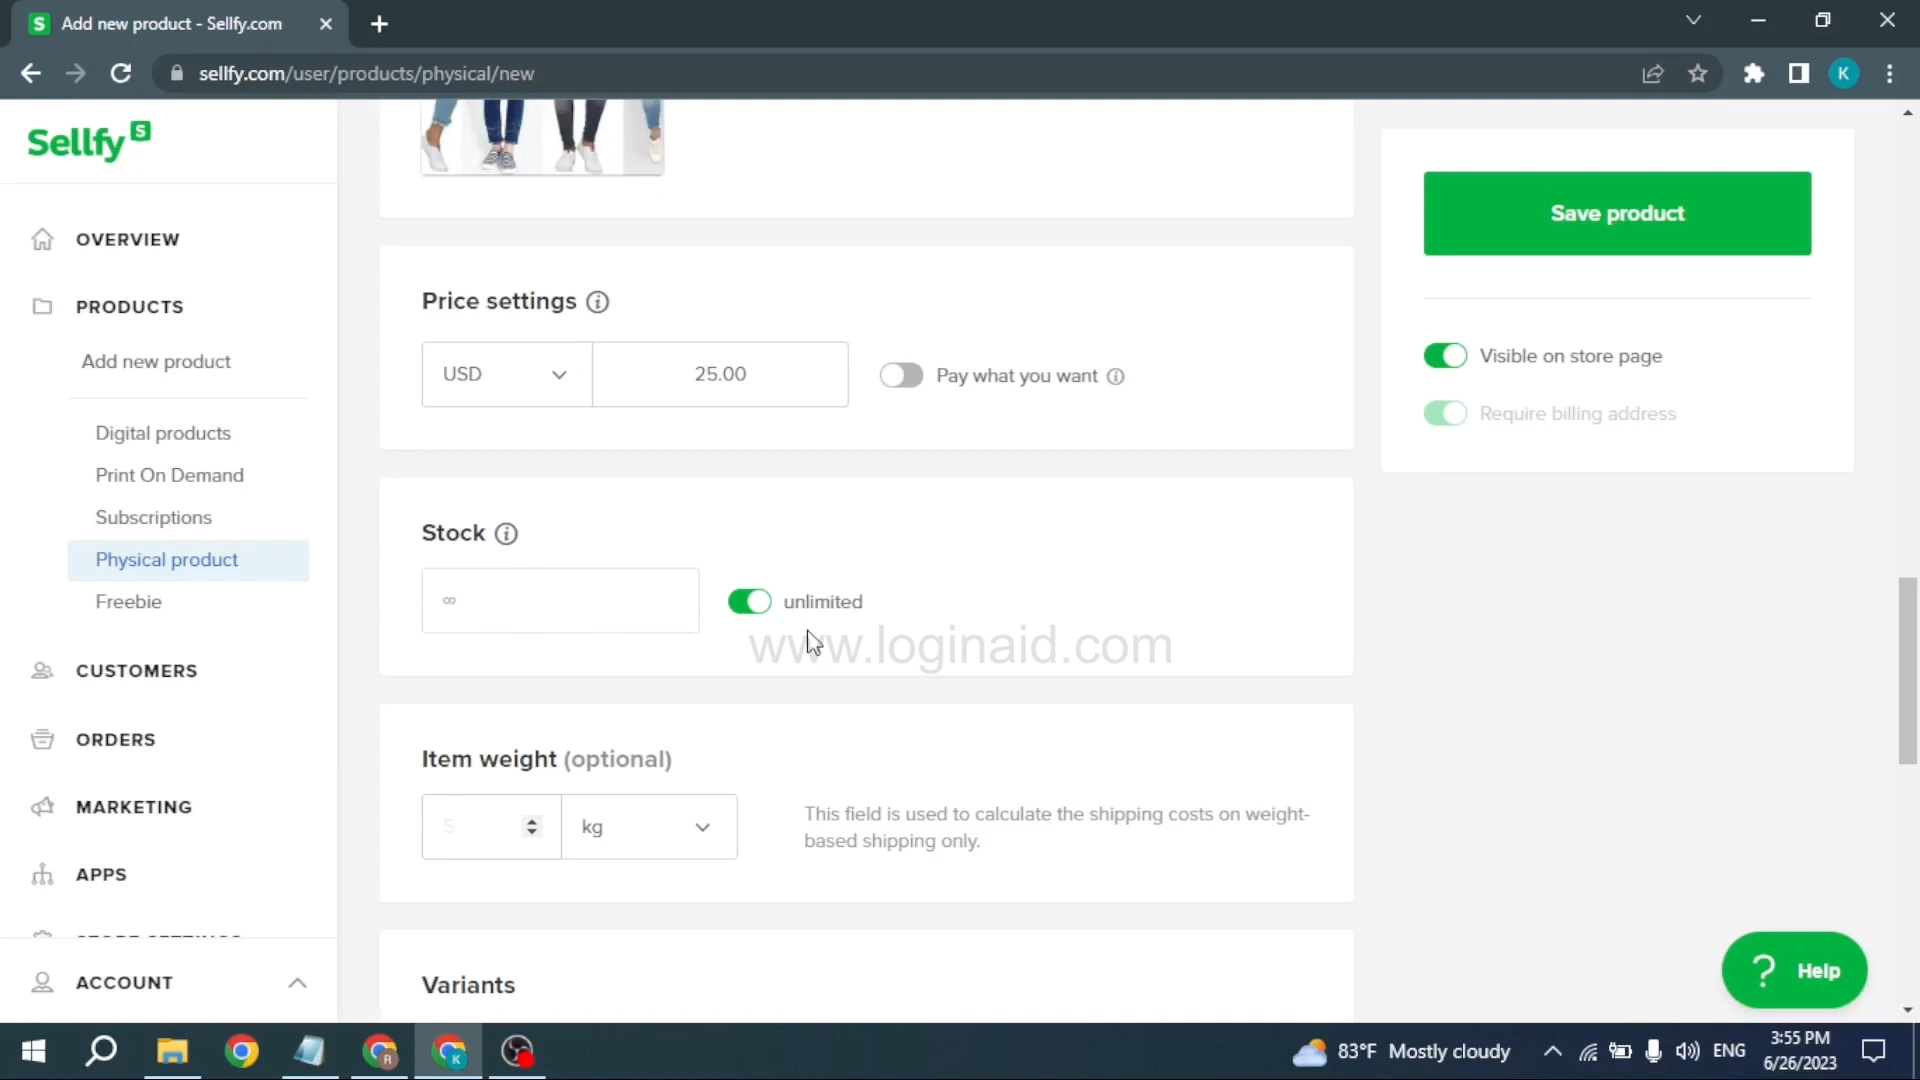 S Add new product - Sellfy.com
sellfy.com/user/products/physical/new
K
Sellfy S
OVERVIEW
PRODUCTS
Add new product
Digital products
Print On Demand
Subscriptions
Physical product
Freebie
CUSTOMERS
ORDERS
MARKETING
APPS
STORE SETTINGS
ACCOUNT
Price settings
USD
25.00
Pay what you want
Stock
∞
unlimited
www.loginaid.com
Item weight (optional)
5
kg
This field is used to calculate the shipping costs on weight-
based shipping only.
Variants
Save product
Visible on store page
Require billing address
? Help
R
K
83°F Mostly cloudy
ENG
3:55 PM
6/26/2023